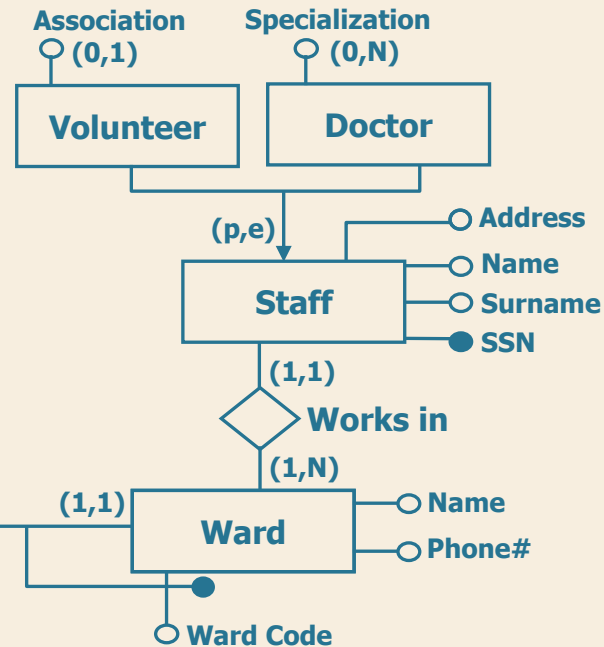 Association
(0,1)
Specialization
(0,N)
Volunteer
Doctor
(p,e)
Address
Staff
Name
Surname
SSN
(1,1)
Works in
(1,N)
(1,1)
Ward
Name
Phone#
Ward Code